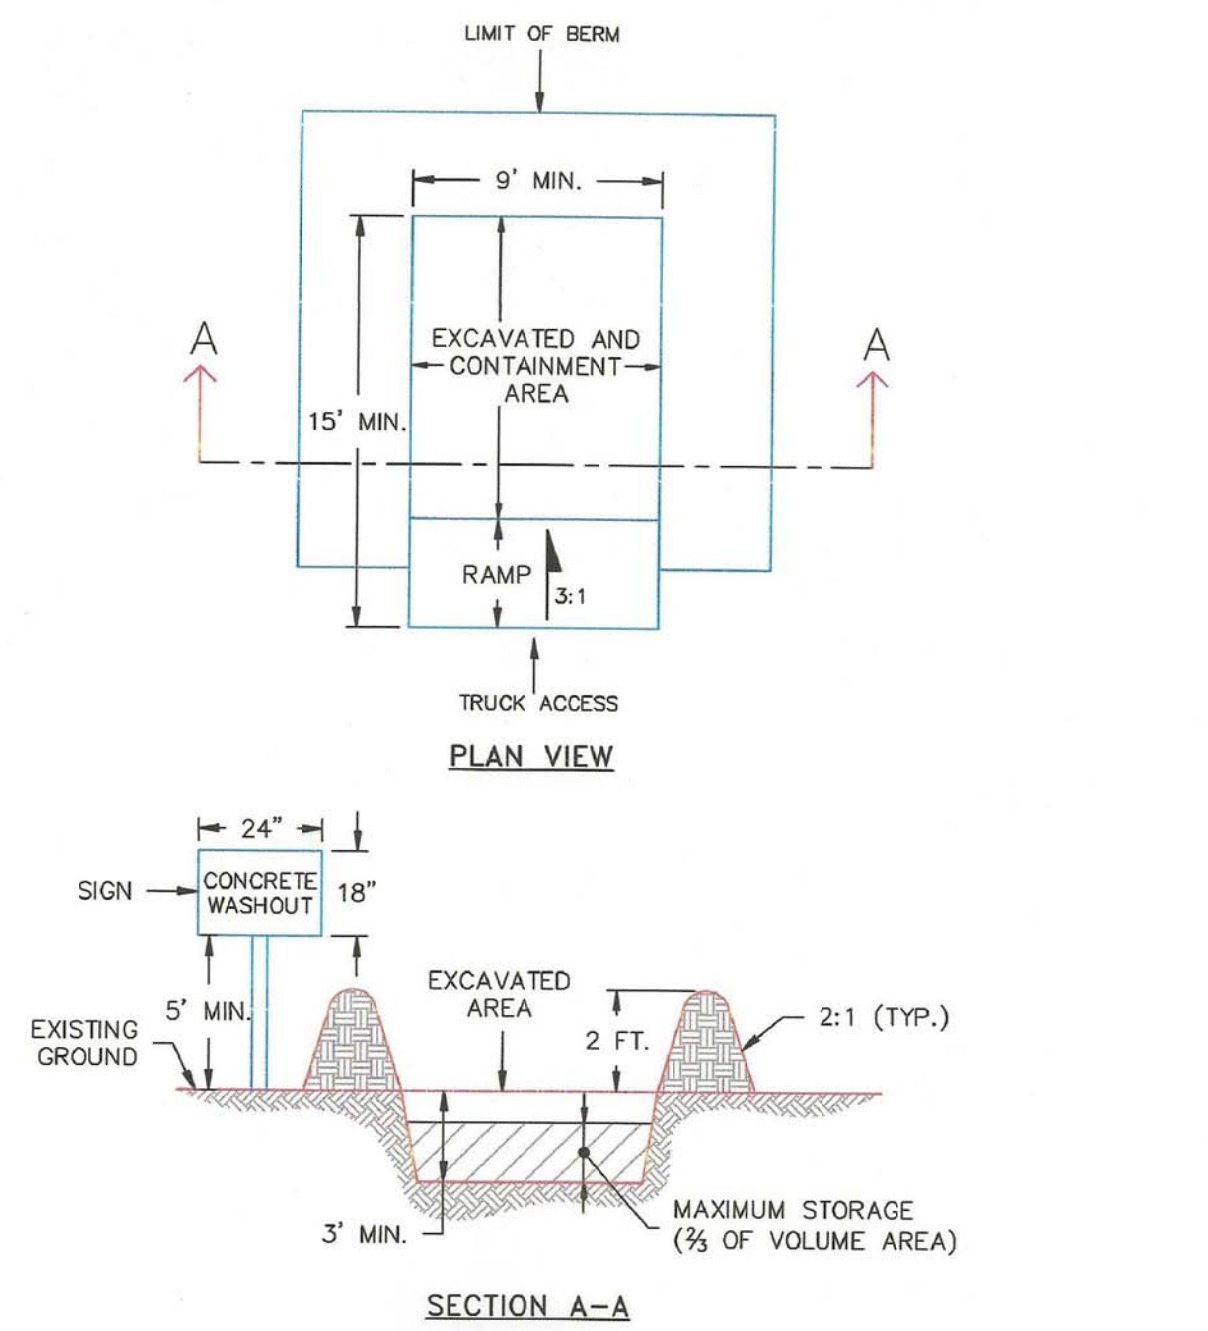 LIMIT OF BERM
9' MIN.
A
A
EXCAVATED AND
CONTAINMENT
AREA
15' MIN.
RAMP
3:1
TRUCK ACCESS
PLAN VIEW
24"
SIGN
CONCRETE
WASHOUT
18"
5' MIN.
EXISTING
GROUND
EXCAVATED
AREA
2 FT.
2:1 (TYP.)
3' MIN.
MAXIMUM STORAGE
(⅔ OF VOLUME AREA)
SECTION A-A